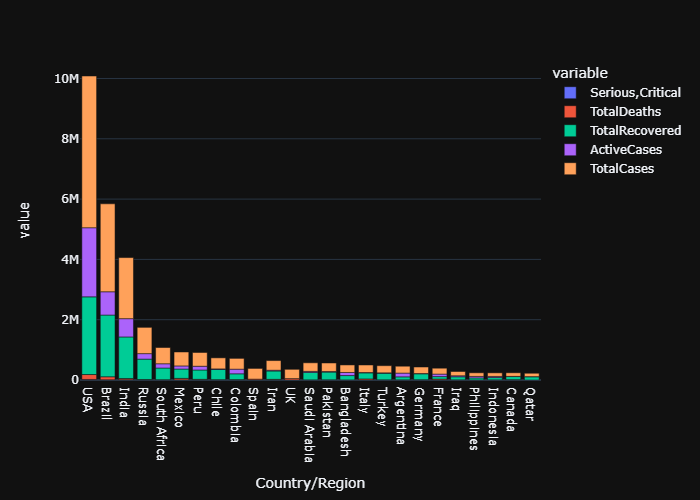 variable
Serious,Critical
TotalDeaths
TotalRecovered
ActiveCases
TotalCases
value
10M
8M
6M
4M
2M
0
USA
Brazil
India
Russia
South Africa
Mexico
Peru
Chile
Colombia
Spain
Iran
UK
Saudi Arabia
Pakistan
Bangladesh
Italy
Turkey
Argentina
Germany
France
Iraq
Philippines
Indonesia
Canada
Qatar
Country/Region